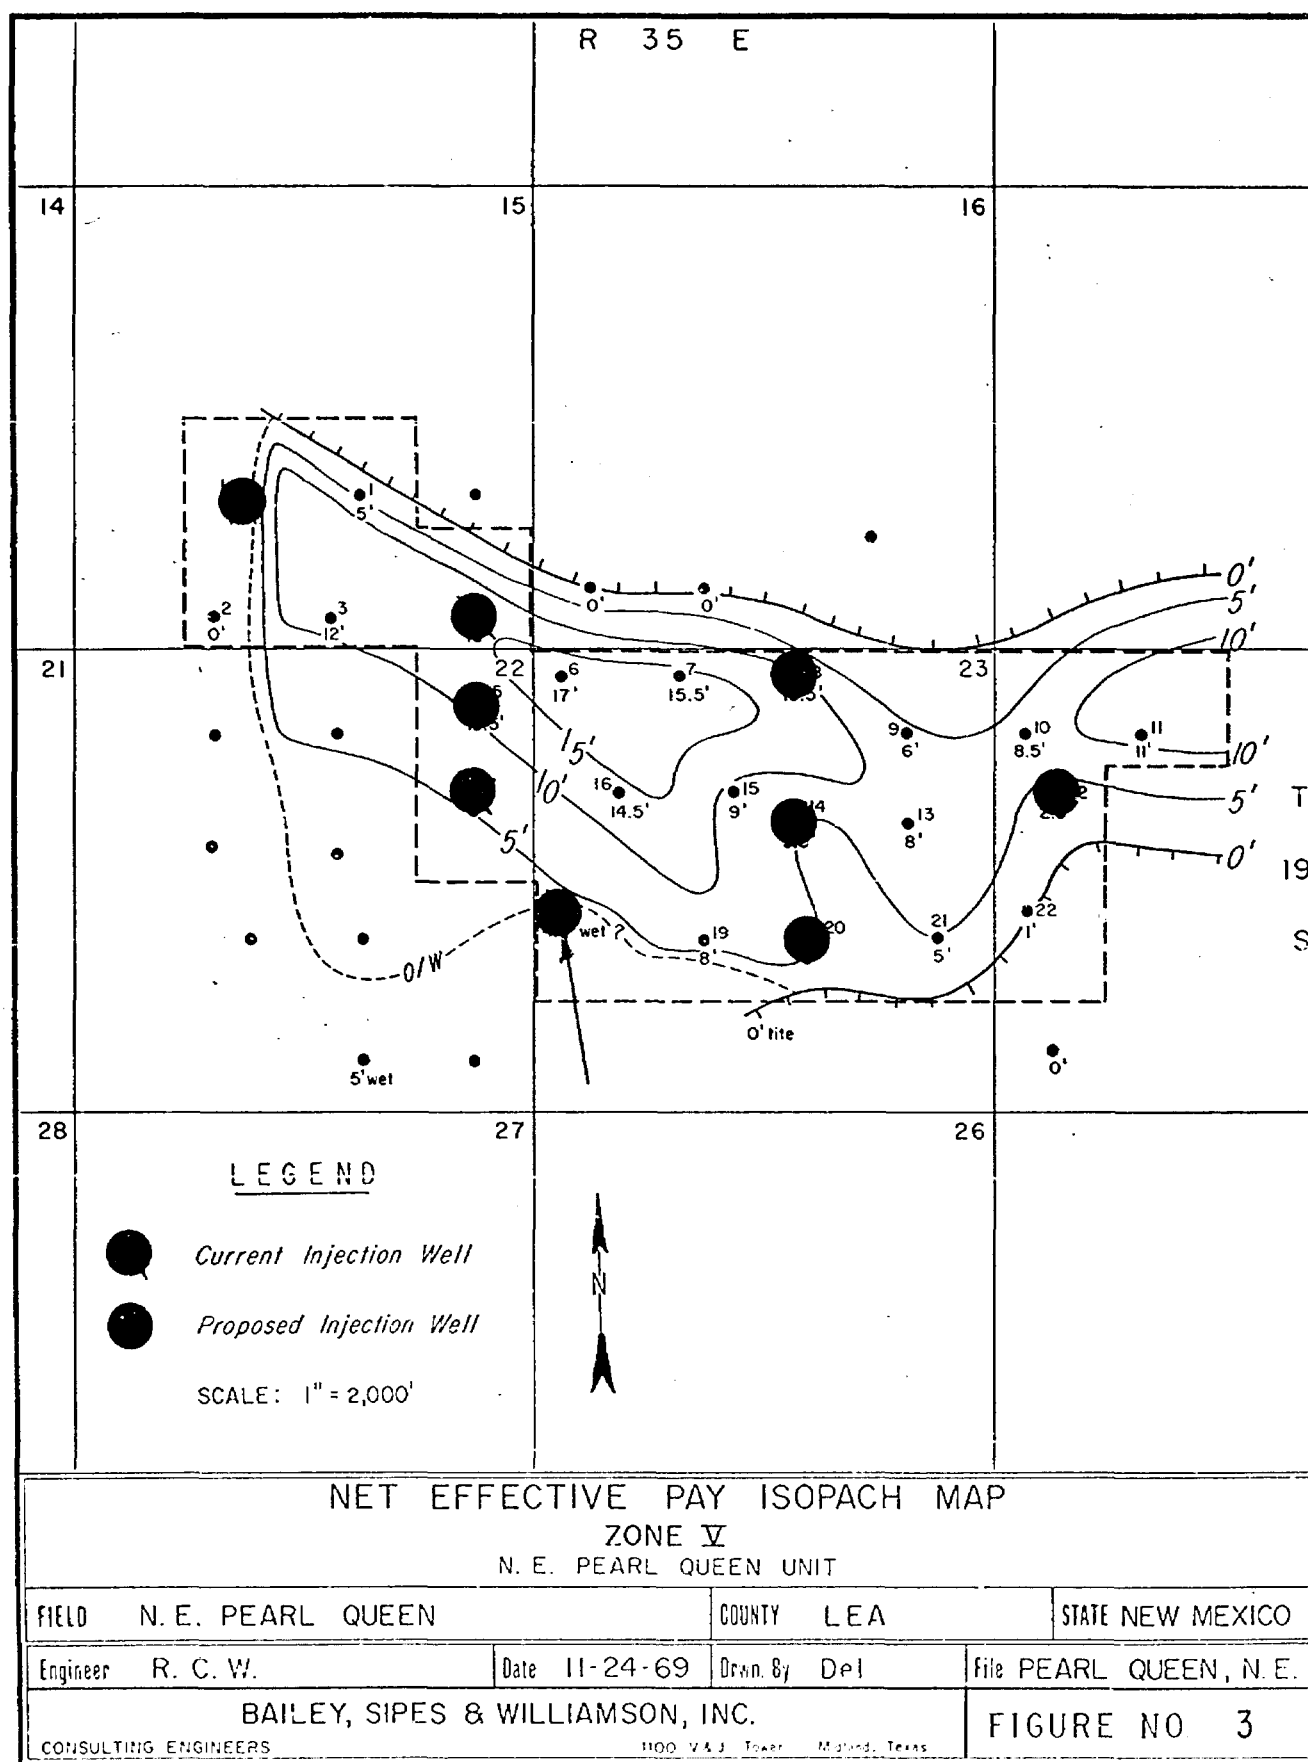 R 35 E
14
15
16
1
5'
0'
0'
0'
5'
10'
2
0'
3
12'
21
22
23
6
17'
7
15.5'
9
6'
10
8.5'
11
11'
10'
15'
10'
16
14.5'
15
9'
14
13
8'
5'
T
5'
0'
19
S
wet ?
19
8'
20
21
5'
22
1'
O/W
0' tite
5' wet
0'
28
27
26
LEGEND
Current Injection Well
Proposed Injection Well
SCALE: 1" = 2,000'
N
NET EFFECTIVE PAY ISOPACH MAP
ZONE V
N. E. PEARL QUEEN UNIT
FIELD N. E. PEARL QUEEN
COUNTY LEA
STATE NEW MEXICO
Engineer R. C. W.
Date 11-24-69
Drwn. By Del
File PEARL QUEEN, N. E.
BAILEY, SIPES & WILLIAMSON, INC.
CONSULTING ENGINEERS
1100 V & J Tower Midland, Texas
FIGURE NO 3